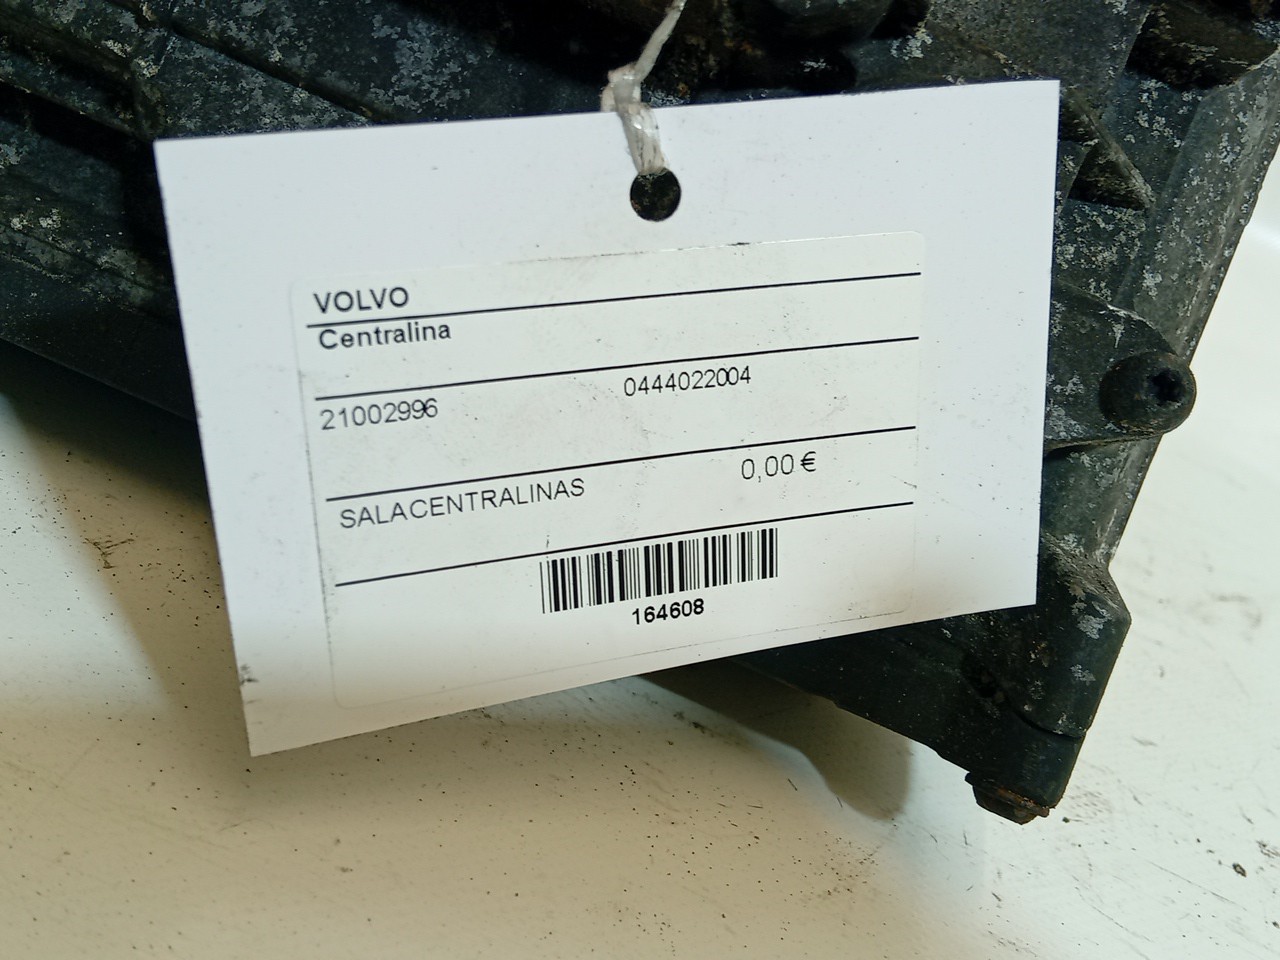 VOLVO
Centralina
21002996 0444022004
SALACENTRALINAS 0,00 €
164608